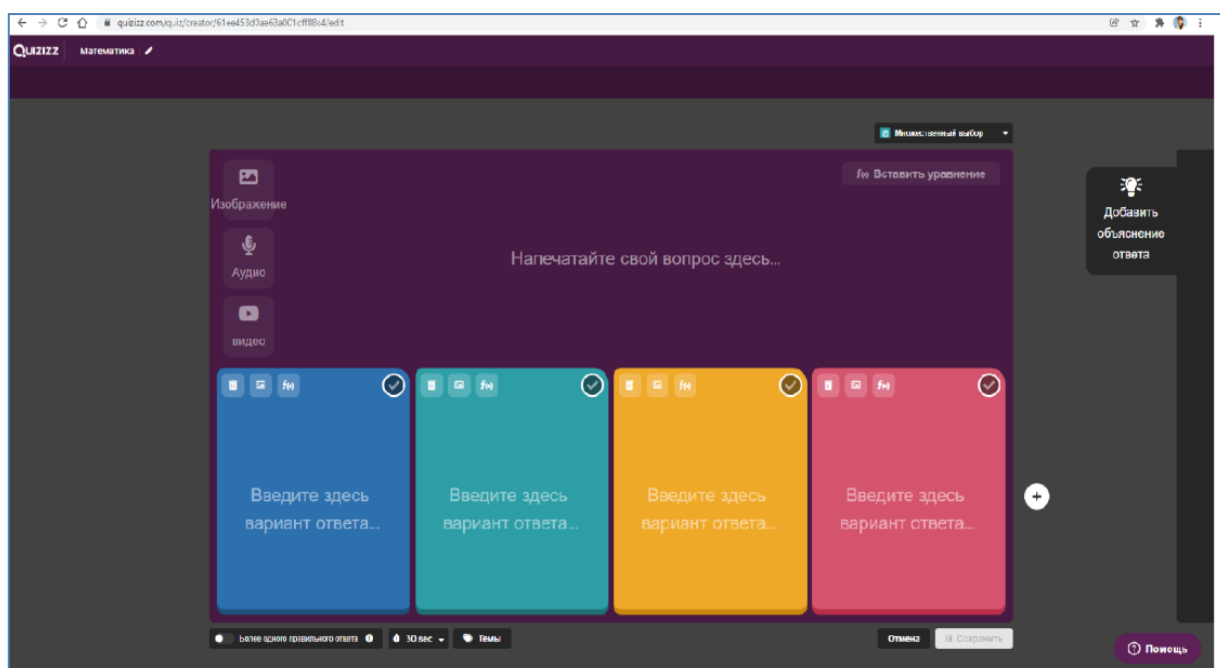 quizizz.com/quiz/creator/61ee453d0ae63a001cff88c4/edit
QUIZIZZ Математика
Множественный выбор
Изображение
Вставить уравнение
Добавить
объяснение
ответа
Аудио
Напечатайте свой вопрос здесь...
видео
Введите здесь
вариант ответа...
Введите здесь
вариант ответа...
Введите здесь
вариант ответа...
Введите здесь
вариант ответа...
Более одного правильного ответа 30 sec Темы Отмена Сохранить
Помощь